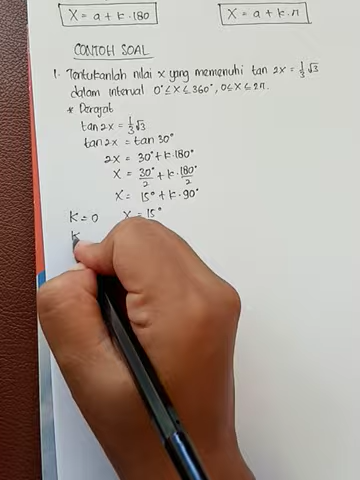 x = a + k.180
x = a + k.π
CONTOH SOAL
1. Tentukanlah nilai x yang memenuhi tan 2x = 1/3 √3
dalam interval 0° ≤ x ≤ 360°, 0 ≤ x ≤ 2π.
* Derajat
tan 2x = 1/3 √3
tan 2x = tan 30°
2x = 30° + k.180°
x = 30°/2 + k.180°/2
x = 15° + k.90°
k = 0 x = 15°
k